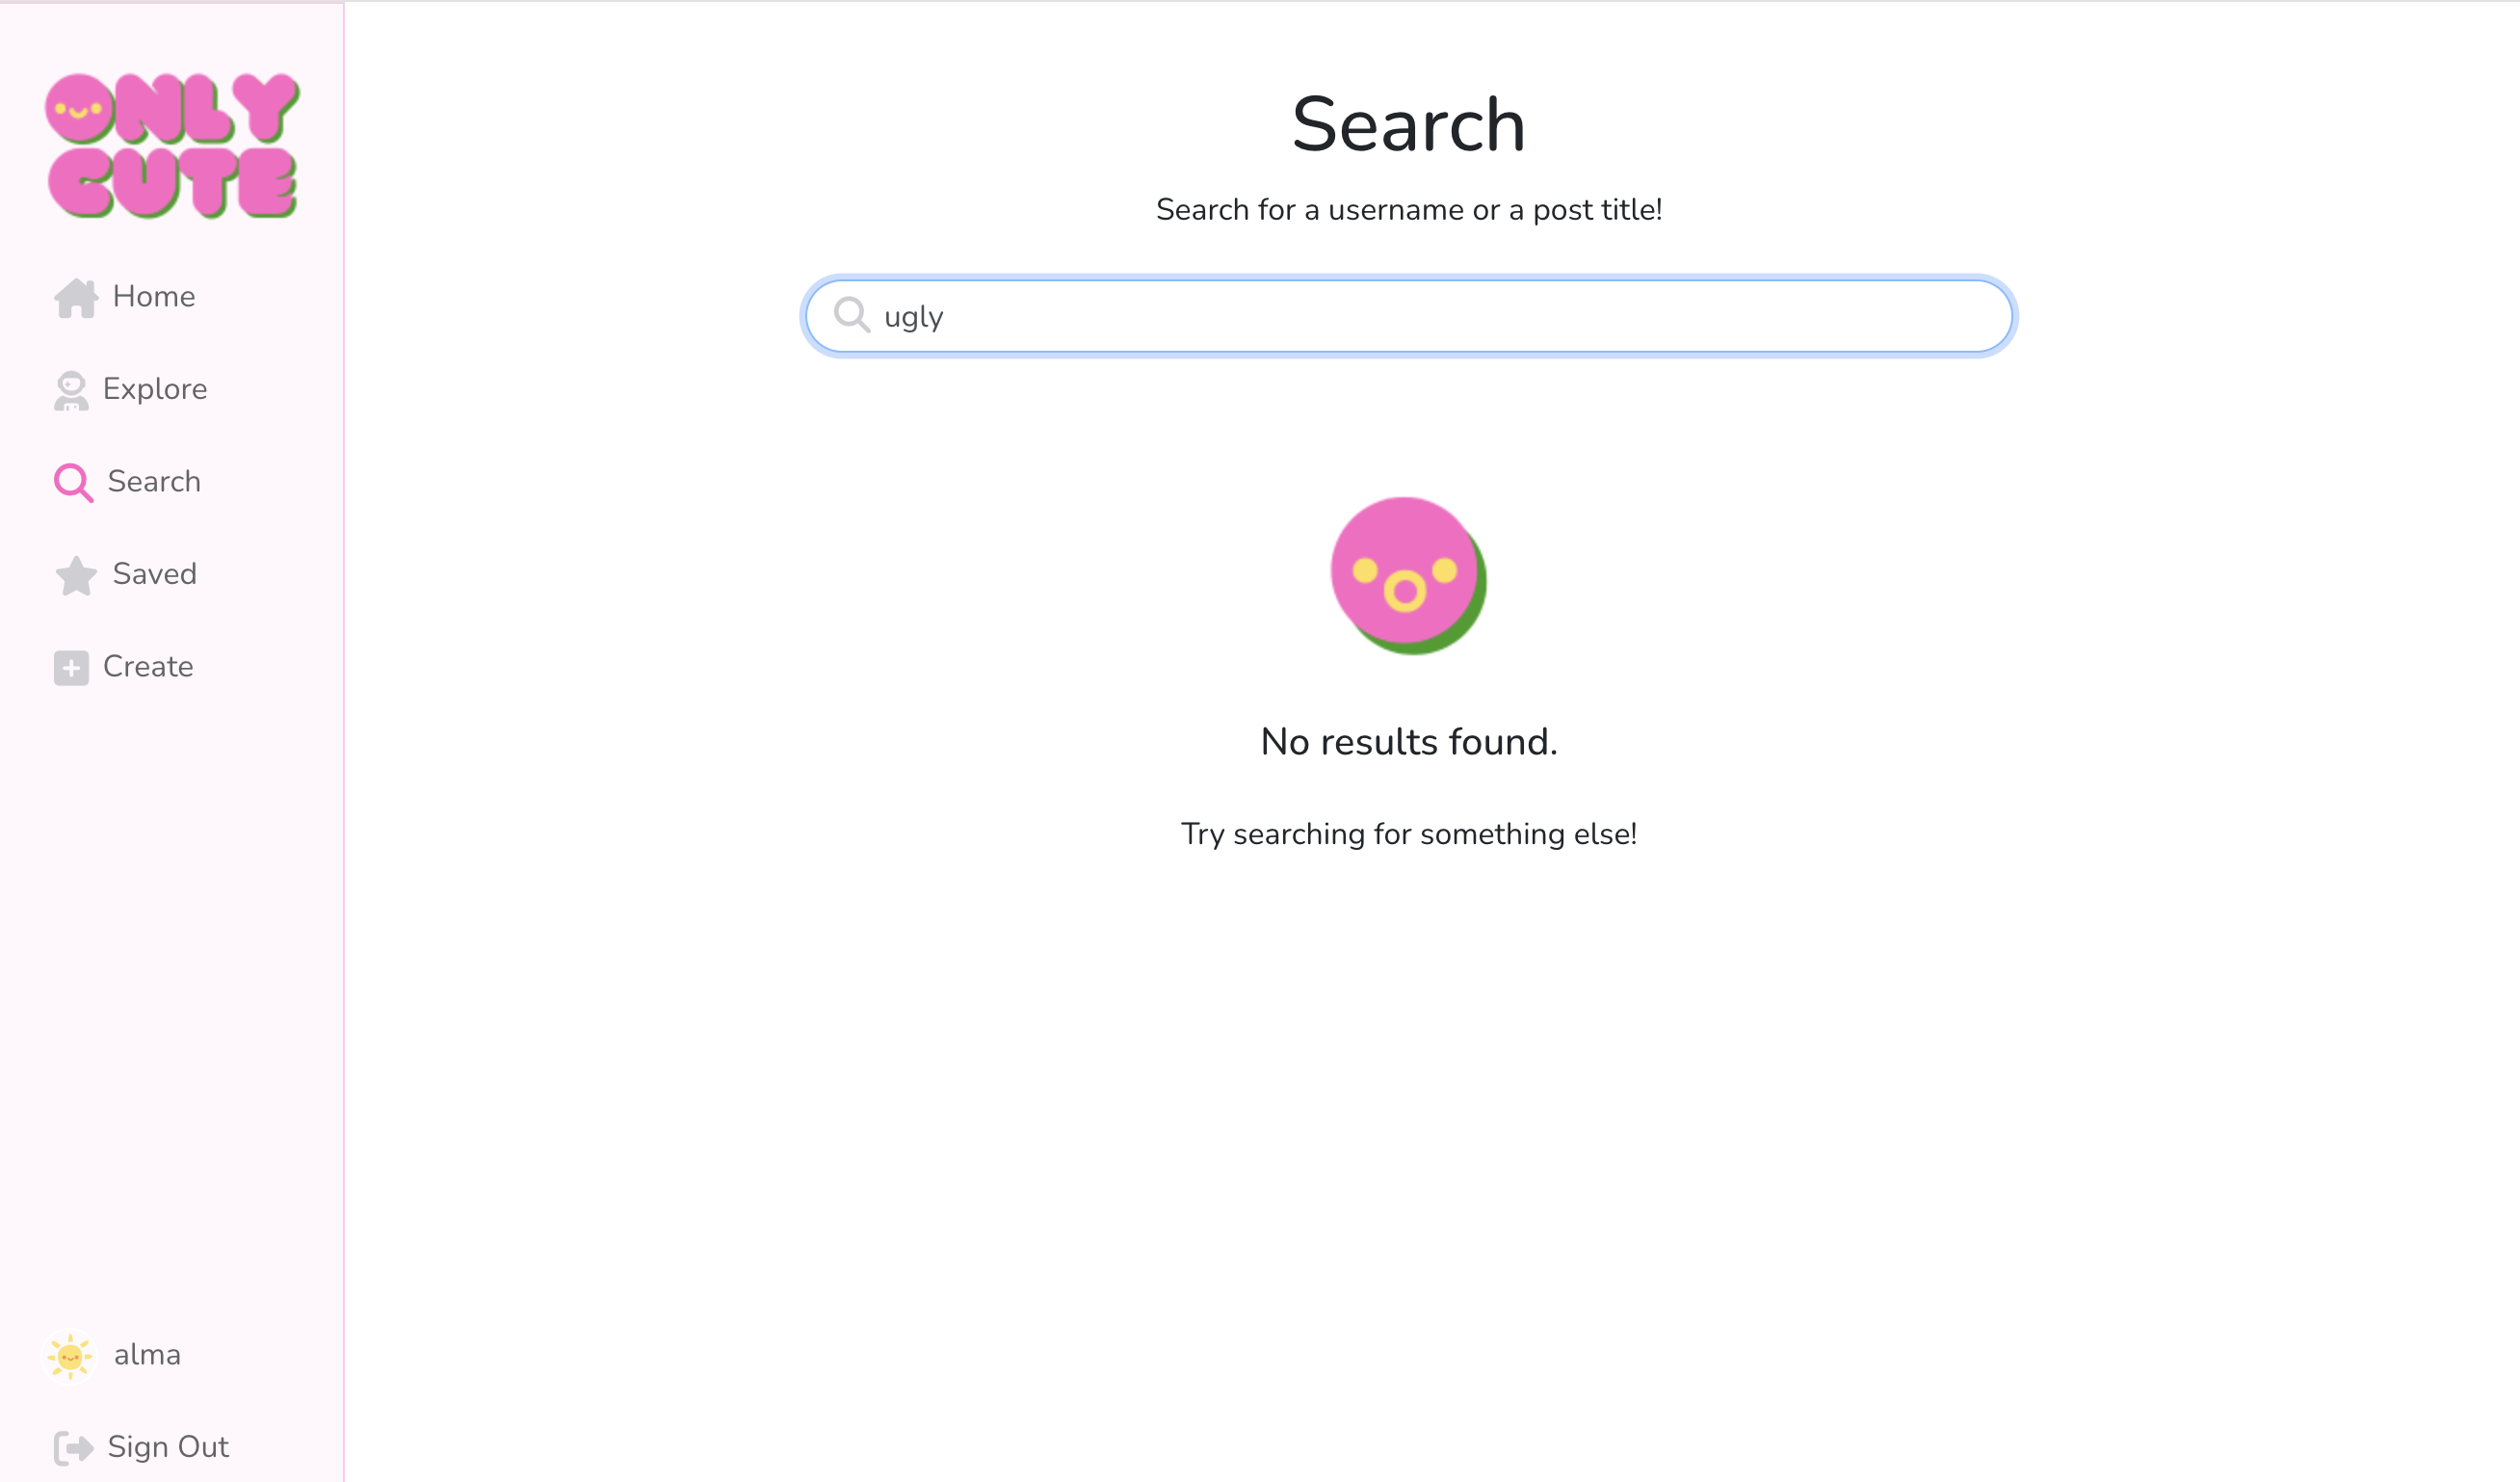 ONLY
CUTE
Home
Explore
Search
Saved
Create
alma
Sign Out
Search
Search for a username or a post title!
ugly
No results found.
Try searching for something else!